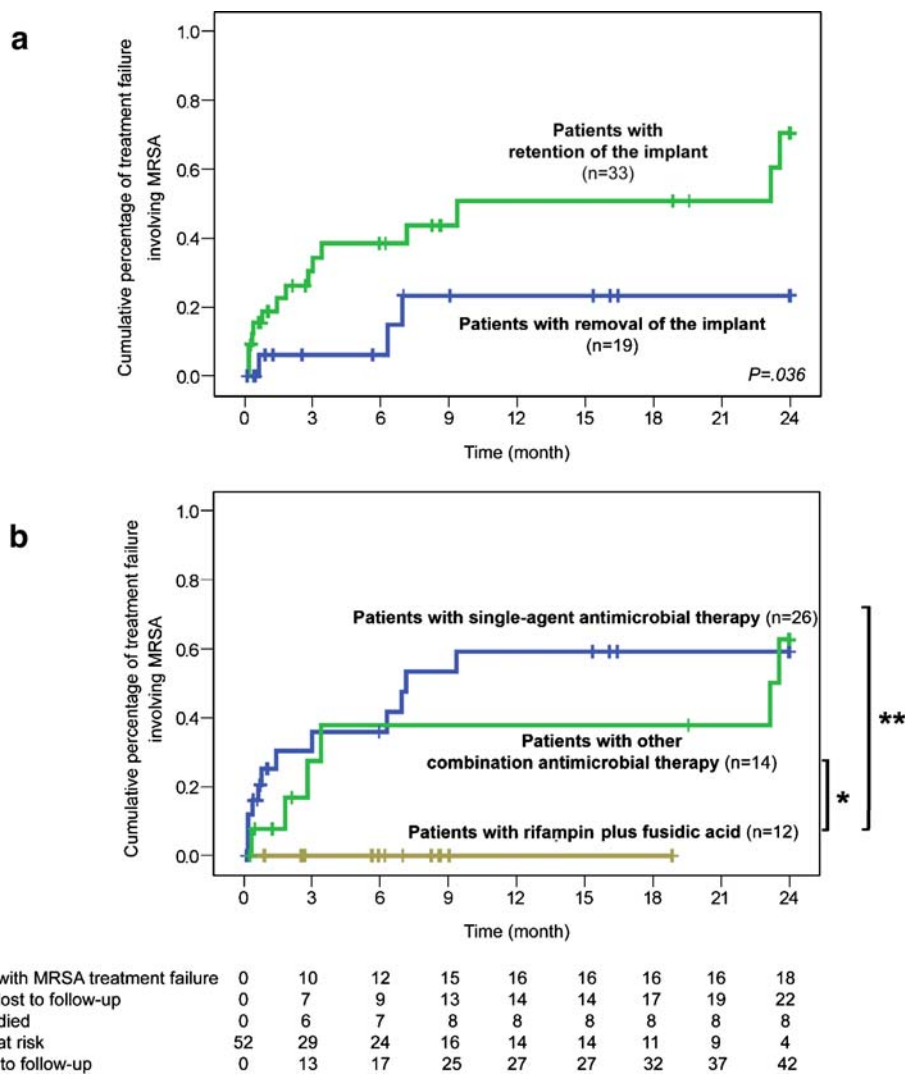 a
Cumulative percentage of treatment failure
involving MRSA
1.0
0.8
0.6
0.4
0.2
0.0
Patients with
retention of the implant
(n=33)
Patients with removal of the implant
(n=19)
P=.036
0 3 6 9 12 15 18 21 24
Time (month)
b
Cumulative percentage of treatment failure
involving MRSA
1.0
0.8
0.6
0.4
0.2
0.0
Patients with single-agent antimicrobial therapy (n=26)
Patients with other
combination antimicrobial therapy (n=14)
Patients with rifampin plus fusidic acid (n=12)
*
**
0 3 6 9 12 15 18 21 24
Time (month)
with MRSA treatment failure 0 10 12 15 16 16 16 16 18
ost to follow-up 0 7 9 13 14 14 17 19 22
died 0 6 7 8 8 8 8 8 8
at risk 52 29 24 16 14 14 11 9 4
to follow-up 0 13 17 25 27 27 32 37 42